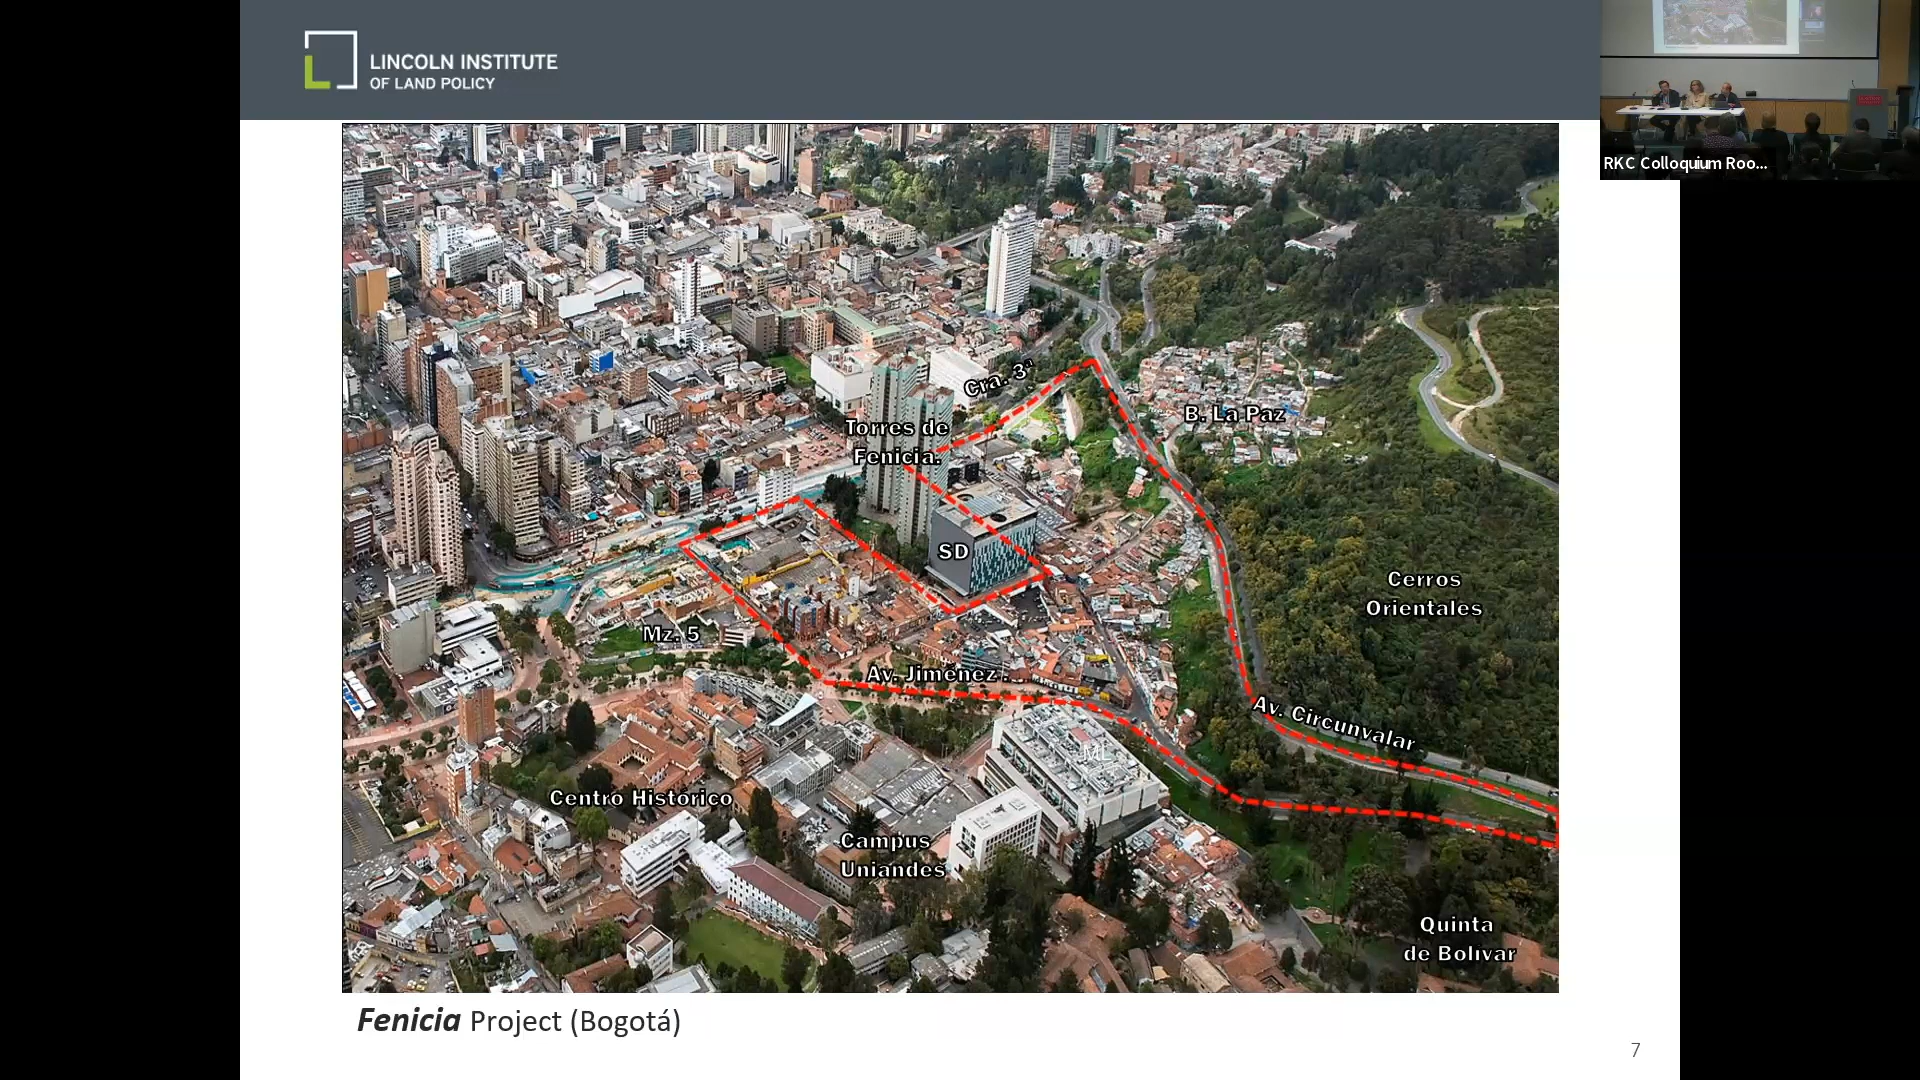 LINCOLN INSTITUTE
OF LAND POLICY
RKC Colloquium Roo...
Cra. 3ª
B. La Paz
Torres de
Fenicia.
SD
Cerros
Orientales
Mz. 5
Av. Jiménez.
Av. Circunvalar
ML
Centro Histórico
Campus
Uniandes
Quinta
de Bolívar
Fenicia Project (Bogotá)
7